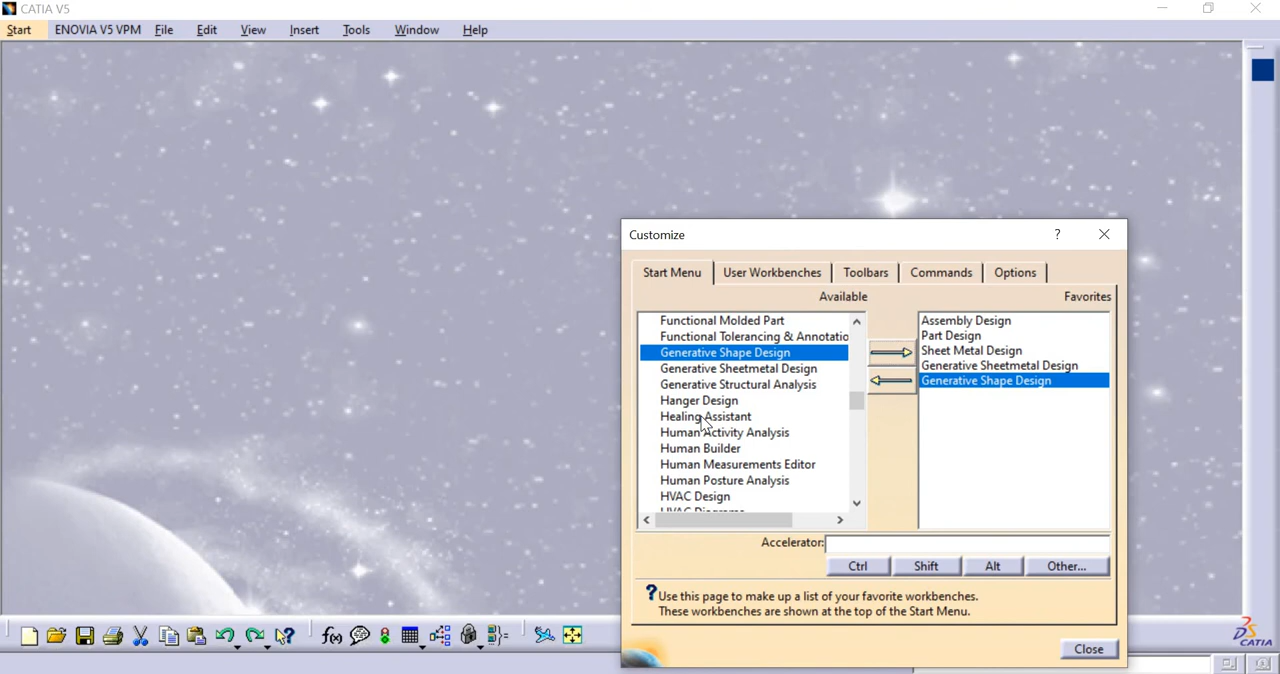 CATIA V5
Start ENOVIA V5 VPM File Edit View Insert Tools Window Help
Customize ?
Start Menu User Workbenches Toolbars Commands Options
Available Favorites
Functional Molded Part
Functional Tolerancing & Annotatio
Generative Shape Design
Generative Sheetmetal Design
Generative Structural Analysis
Hanger Design
Healing Assistant
Human Activity Analysis
Human Builder
Human Measurements Editor
Human Posture Analysis
HVAC Design
HVAC Diagrams
Assembly Design
Part Design
Sheet Metal Design
Generative Sheetmetal Design
Generative Shape Design
Accelerator:
Ctrl Shift Alt Other...
? Use this page to make up a list of your favorite workbenches.
These workbenches are shown at the top of the Start Menu.
Close
f(x)
CATIA